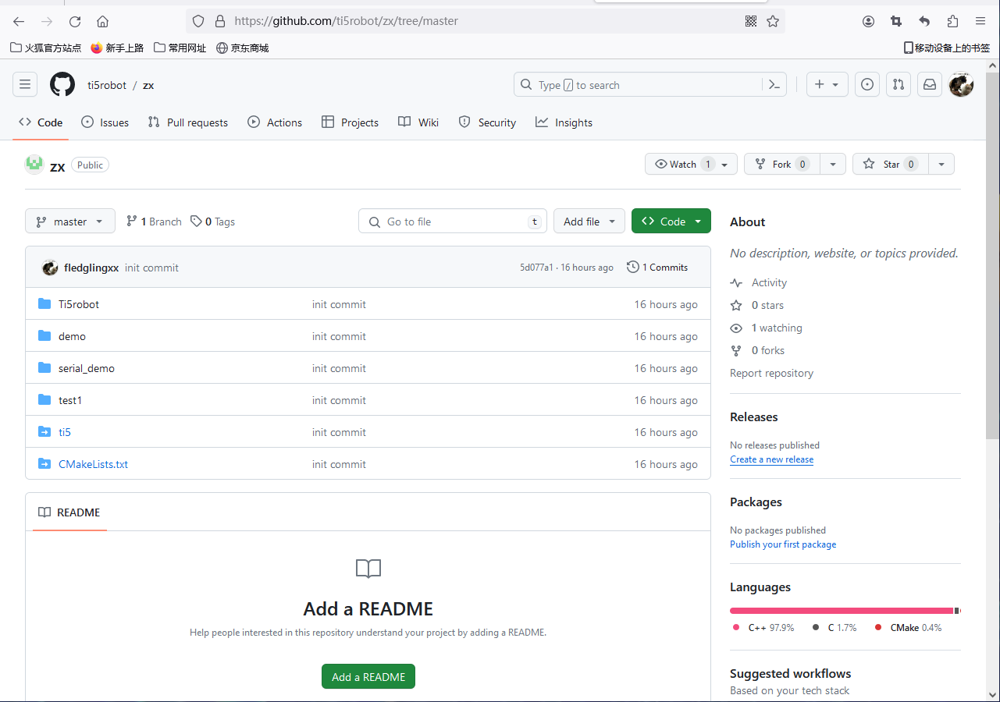 https://github.com/ti5robot/zx/tree/master
火狐官方站点 新手上路 常用网址 京东商城 移动设备上的书签
ti5robot / zx Type / to search
Code Issues Pull requests Actions Projects Wiki Security Insights
zx Public Watch 1 Fork 0 Star 0
master 1 Branch 0 Tags Go to file t Add file Code
fledglingxx init commit 5d077a1 · 16 hours ago 1 Commits
Ti5robot init commit 16 hours ago
demo init commit 16 hours ago
serial_demo init commit 16 hours ago
test1 init commit 16 hours ago
ti5 init commit 16 hours ago
CMakeLists.txt init commit 16 hours ago
README
Add a README
Help people interested in this repository understand your project by adding a README.
Add a README
About
No description, website, or topics provided.
Activity
0 stars
1 watching
0 forks
Report repository
Releases
No releases published
Create a new release
Packages
No packages published
Publish your first package
Languages
C++ 97.9% C 1.7% CMake 0.4%
Suggested workflows
Based on your tech stack